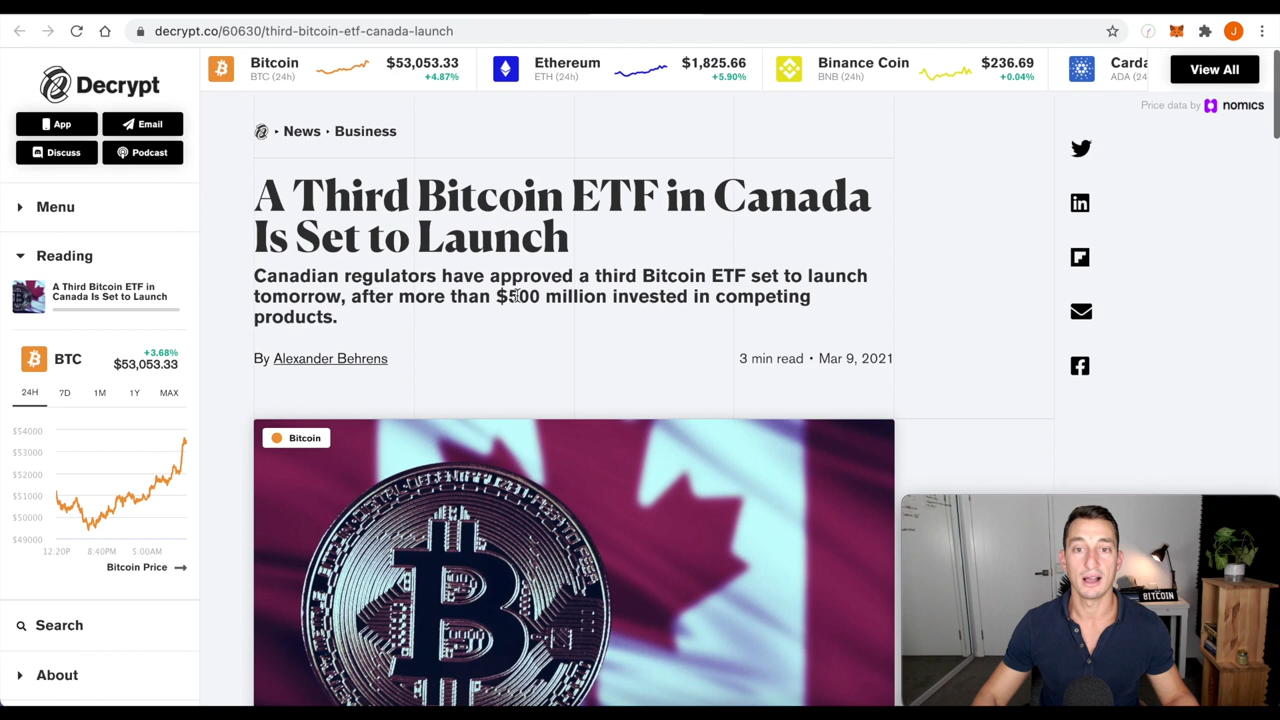 decrypt.co/60630/third-bitcoin-etf-canada-launch
J
Decrypt
App
Email
Discuss
Podcast
Menu
Reading
A Third Bitcoin ETF in
Canada Is Set to Launch
BTC
+3.68%
$53,053.33
24H 7D 1M 1Y MAX
$54000
$53000
$52000
$51000
$50000
$49000
12:20P 8:40PM 5:00AM
Bitcoin Price
Search
About
Bitcoin $53,053.33
BTC (24h) +4.87%
Ethereum $1,825.66
ETH (24h) +5.90%
Binance Coin $236.69
BNB (24h) +0.04%
Carda
ADA (24
View All
Price data by nomics
News · Business
A Third Bitcoin ETF in Canada
Is Set to Launch
Canadian regulators have approved a third Bitcoin ETF set to launch
tomorrow, after more than $500 million invested in competing
products.
By Alexander Behrens
3 min read • Mar 9, 2021
Bitcoin
BITCOIN